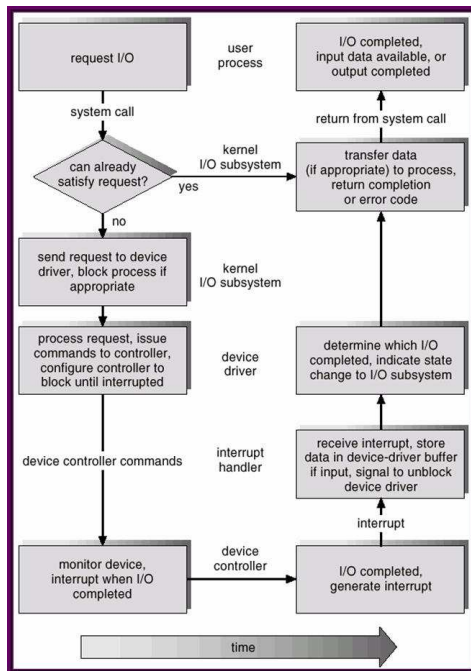 request I/O
user
process
I/O completed,
input data available, or
output completed
system call
return from system call
can already
satisfy request?
kernel
I/O subsystem
yes
transfer data
(if appropriate) to process,
return completion
or error code
no
send request to device
driver, block process if
appropriate
kernel
I/O subsystem
process request, issue
commands to controller,
configure controller to
block until interrupted
device
driver
determine which I/O
completed, indicate state
change to I/O subsystem
device controller commands
interrupt
handler
receive interrupt, store
data in device-driver buffer
if input, signal to unblock
device driver
interrupt
monitor device,
interrupt when I/O
completed
device
controller
I/O completed,
generate interrupt
time